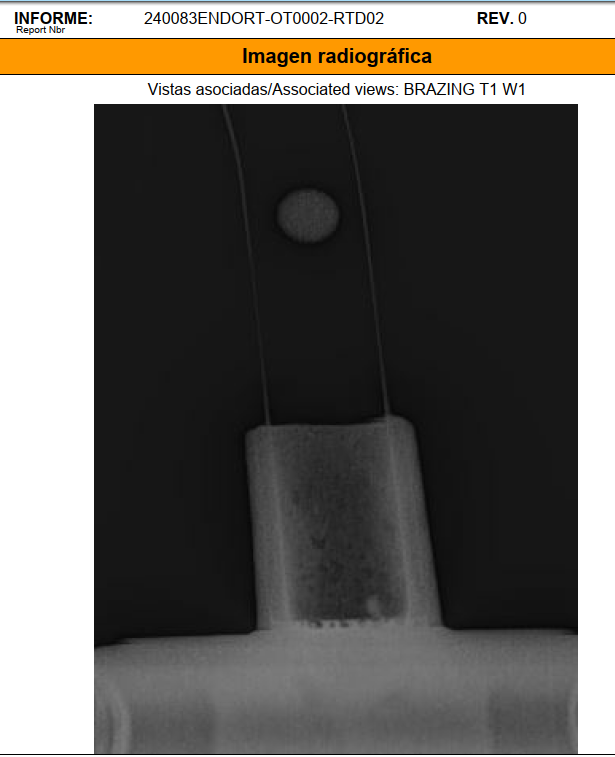 INFORME: 240083ENDORT-OT0002-RTD02 REV. 0
Report Nbr
Imagen radiográfica
Vistas asociadas/Associated views: BRAZING T1 W1